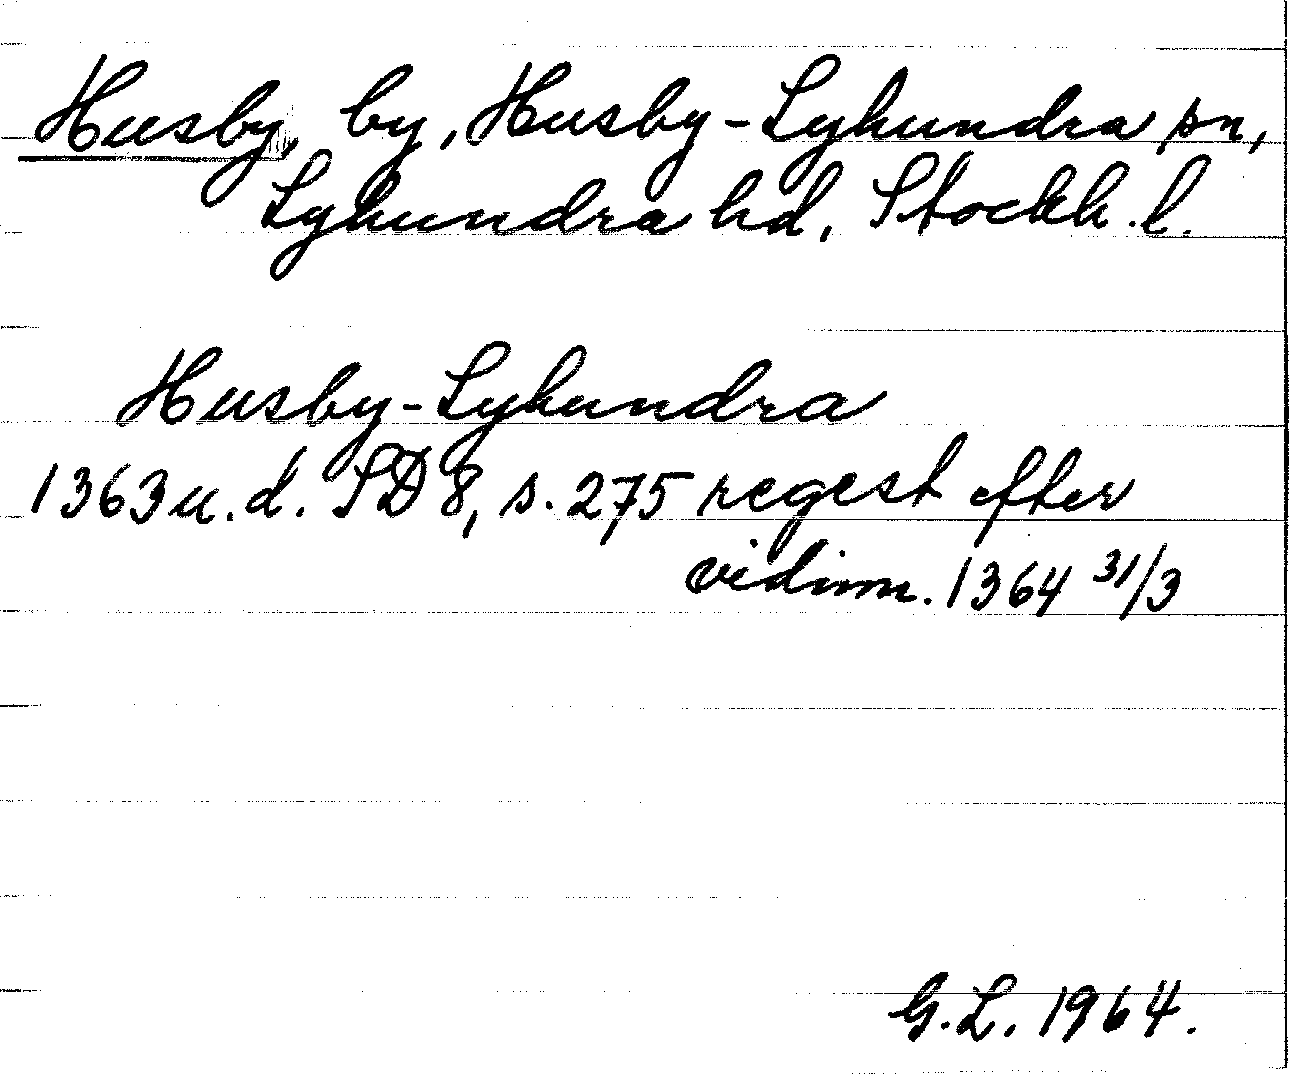 Husby, by, Husby-Lyhundra sn,
Lyhundra hd, Stockh. l.
Husby-Lyhundra
1363 u. d. SD 8, s. 275 regest efter
vidim. 1364 31/3
G.L. 1964.